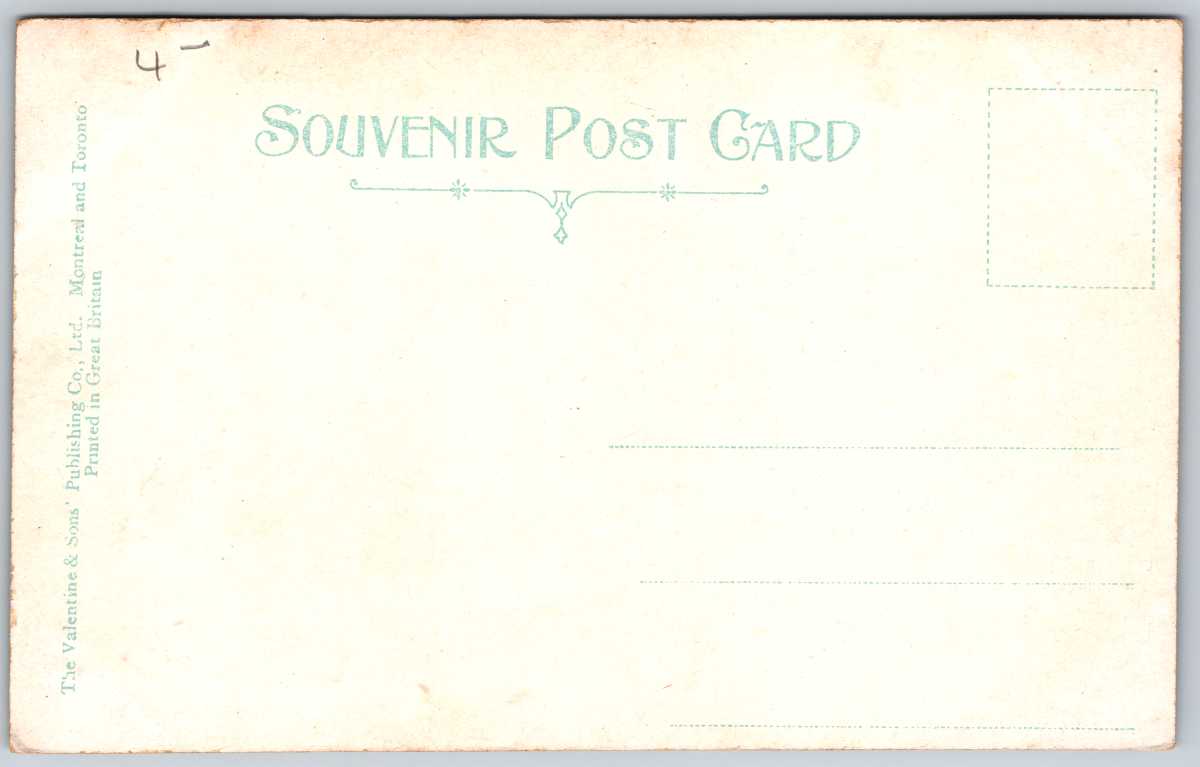 4 -
SOUVENIR POST CARD
The Valentine & Sons' Publishing Co., Ltd. Montreal and Toronto
Printed in Great Britain